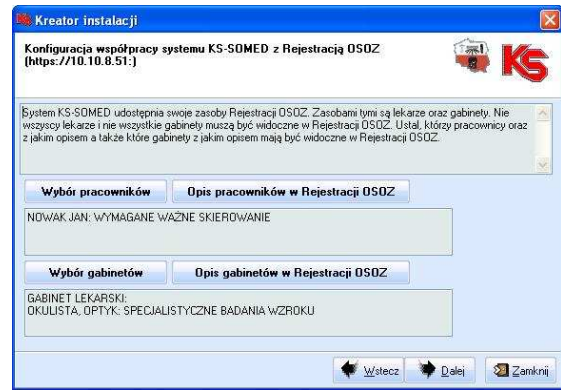 Kreator instalacji
Konfiguracja współpracy systemu KS-SOMED z Rejestracją OSOZ
(https://10.10.8.51:)
KS
System KS-SOMED udostępnia swoje zasoby Rejestracji OSOZ. Zasobami tymi są lekarze oraz gabinety. Nie
wszyscy lekarze i nie wszystkie gabinety muszą być widoczne w Rejestracji OSOZ. Ustal, którzy pracownicy oraz
z jakim opisem a także które gabinety z jakim opisem mają być widoczne w Rejestracji OSOZ.
Wybór pracowników Opis pracowników w Rejestracji OSOZ
NOWAK JAN: WYMAGANE WAŻNE SKIEROWANIE
Wybór gabinetów Opis gabinetów w Rejestracji OSOZ
GABINET LEKARSKI:
OKULISTA, OPTYK: SPECJALISTYCZNE BADANIA WZROKU
Wstecz Dalej Zamknij